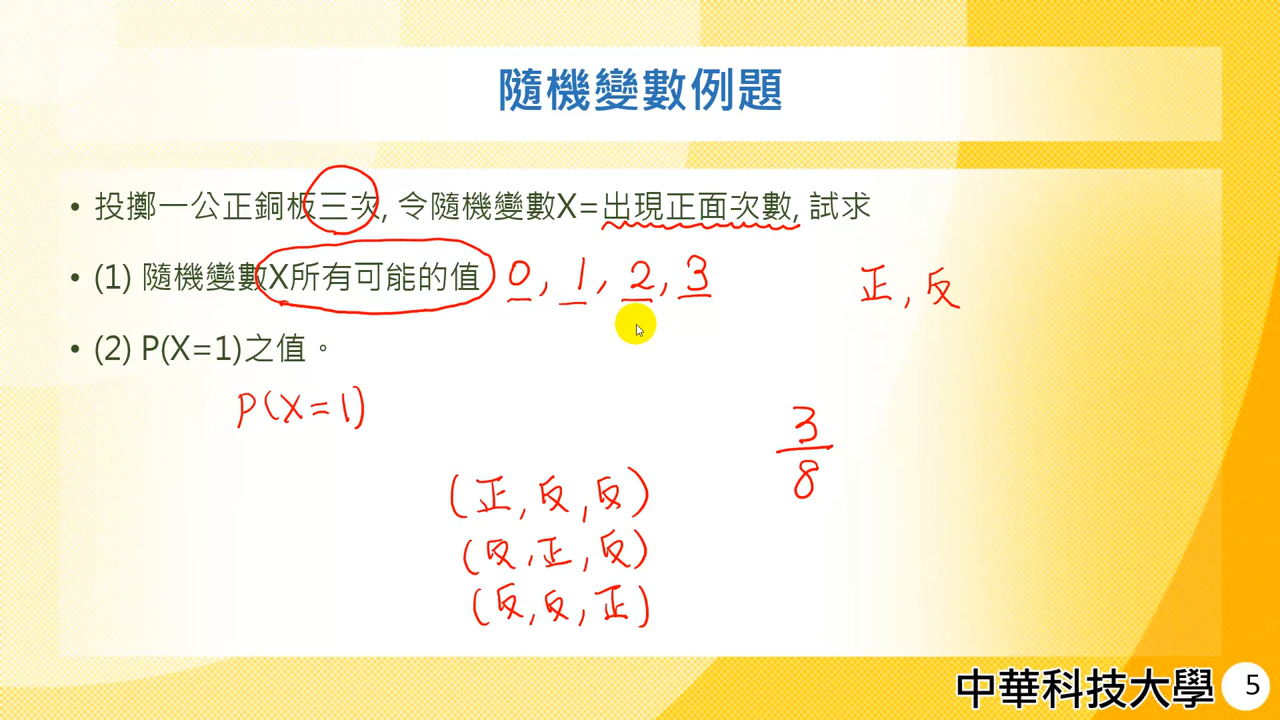 隨機變數例題
• 投擲一公正銅板三次, 令隨機變數X=出現正面次數, 試求
• (1) 隨機變數X所有可能的值 0, 1, 2, 3 正, 反
• (2) P(X=1)之值。
P(X=1)
3
8
(正, 反, 反)
(反, 正, 反)
(反, 反, 正)
中華科技大學 5